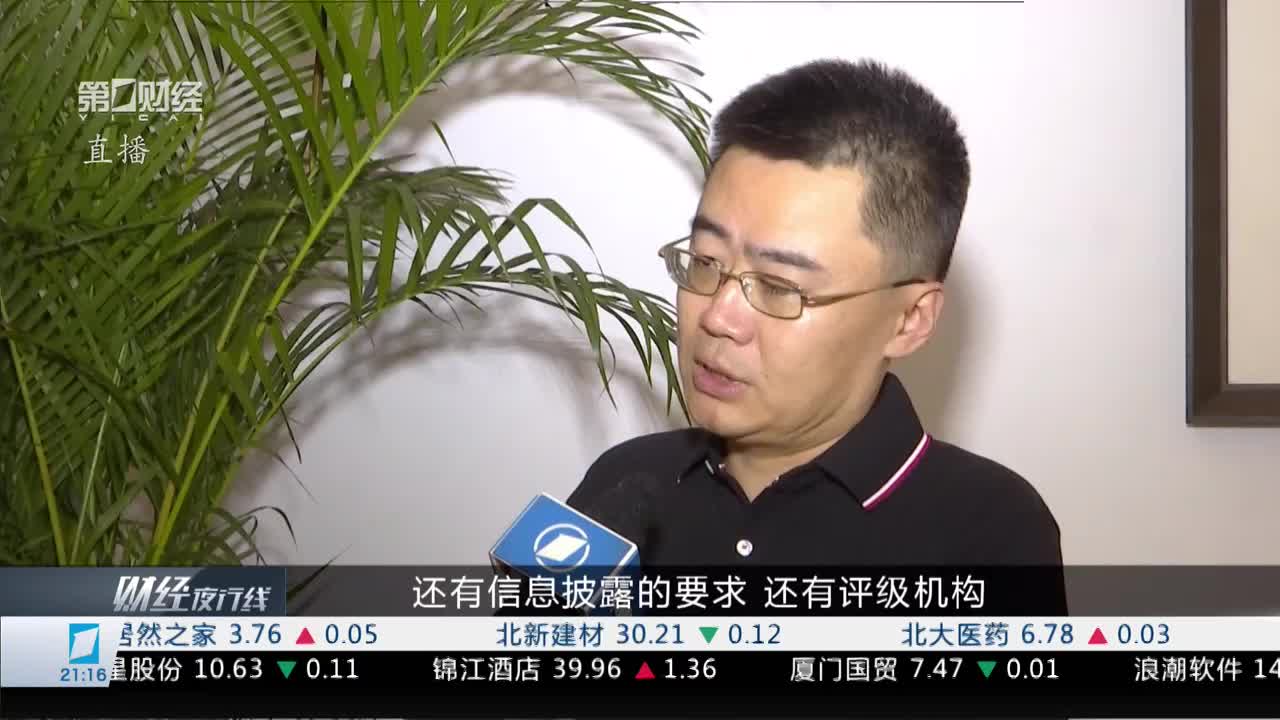 第一财经
YICAI
直播
财经夜行线
还有信息披露的要求 还有评级机构
居然之家 3.76 ▲ 0.05 北新建材 30.21 ▼ 0.12 北大医药 6.78 ▲ 0.03
21:16
星股份 10.63 ▼ 0.11 锦江酒店 39.96 ▲ 1.36 厦门国贸 7.47 ▼ 0.01 浪潮软件 14